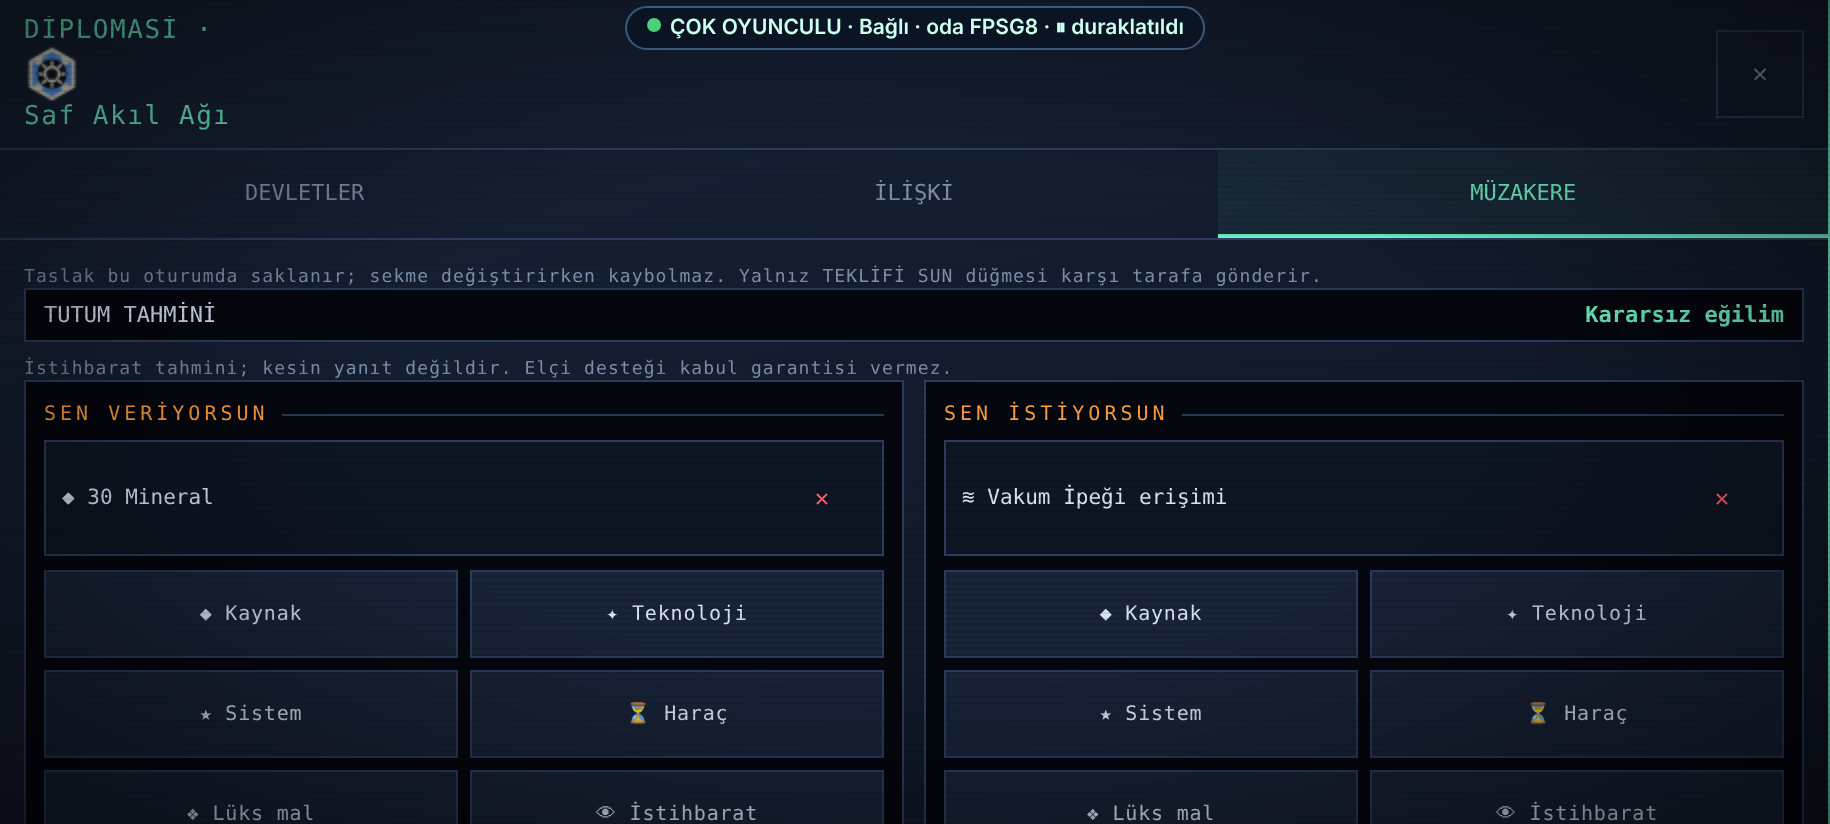 DİPLOMASİ ·
Saf Akıl Ağı
ÇOK OYUNCULU · Bağlı · oda FPSG8 · ⏸ duraklatıldı
×
DEVLETLER
İLİŞKİ
MÜZAKERE
Taslak bu oturumda saklanır; sekme değiştirirken kaybolmaz. Yalnız TEKLİFİ SUN düğmesi karşı tarafa gönderir.
TUTUM TAHMİNİ
Kararsız eğilim
İstihbarat tahmini; kesin yanıt değildir. Elçi desteği kabul garantisi vermez.
SEN VERİYORSUN
◆ 30 Mineral ×
◆ Kaynak
✦ Teknoloji
★ Sistem
⏳ Haraç
❖ Lüks mal
👁 İstihbarat
SEN İSTİYORSUN
≋ Vakum İpeği erişimi ×
◆ Kaynak
✦ Teknoloji
★ Sistem
⏳ Haraç
❖ Lüks mal
👁 İstihbarat